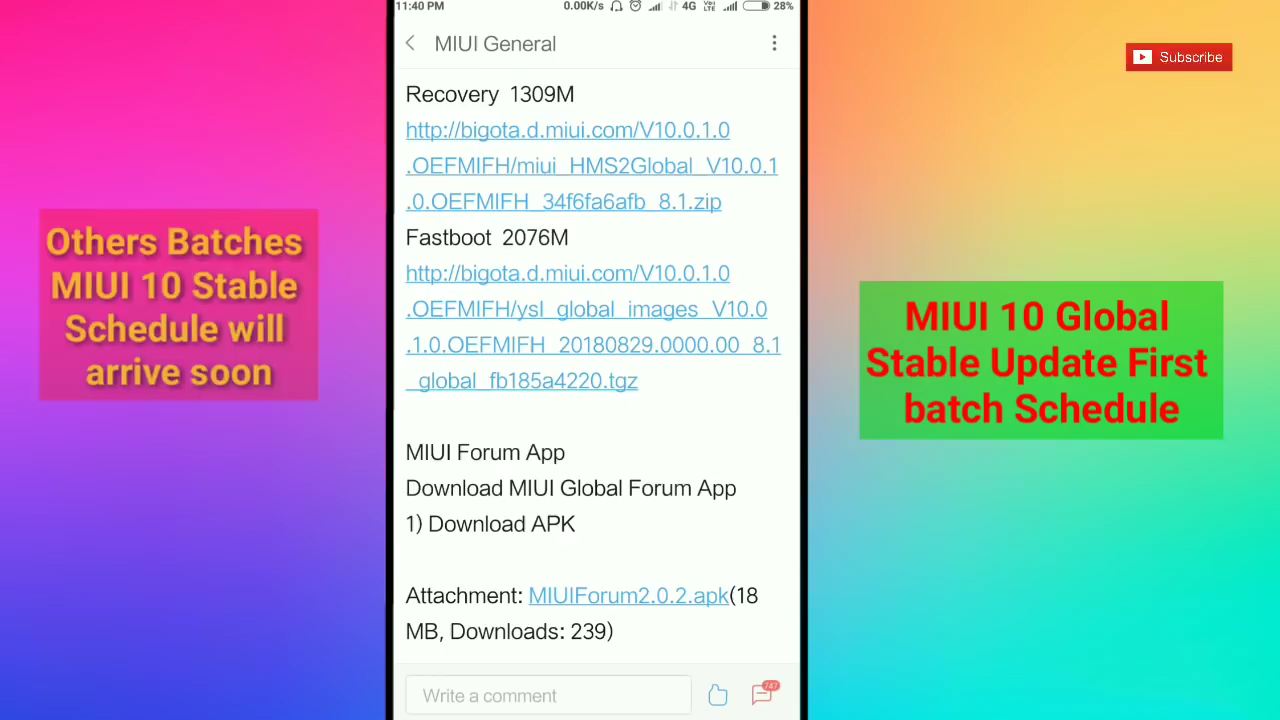 11:40 PM 0.00K/s 4G VoLTE 28%
MIUI General
Subscribe
Recovery 1309M
http://bigota.d.miui.com/V10.0.1.0
.OEFMIFH/miui_HMS2Global_V10.0.1
.0.OEFMIFH_34f6fa6afb_8.1.zip
Fastboot 2076M
http://bigota.d.miui.com/V10.0.1.0
.OEFMIFH/ysl_global_images_V10.0
.1.0.OEFMIFH_20180829.0000.00_8.1
_global_fb185a4220.tgz
MIUI Forum App
Download MIUI Global Forum App
1) Download APK
Attachment: MIUIForum2.0.2.apk(18
MB, Downloads: 239)
Write a comment
747
Others Batches
MIUI 10 Stable
Schedule will
arrive soon
MIUI 10 Global
Stable Update First
batch Schedule